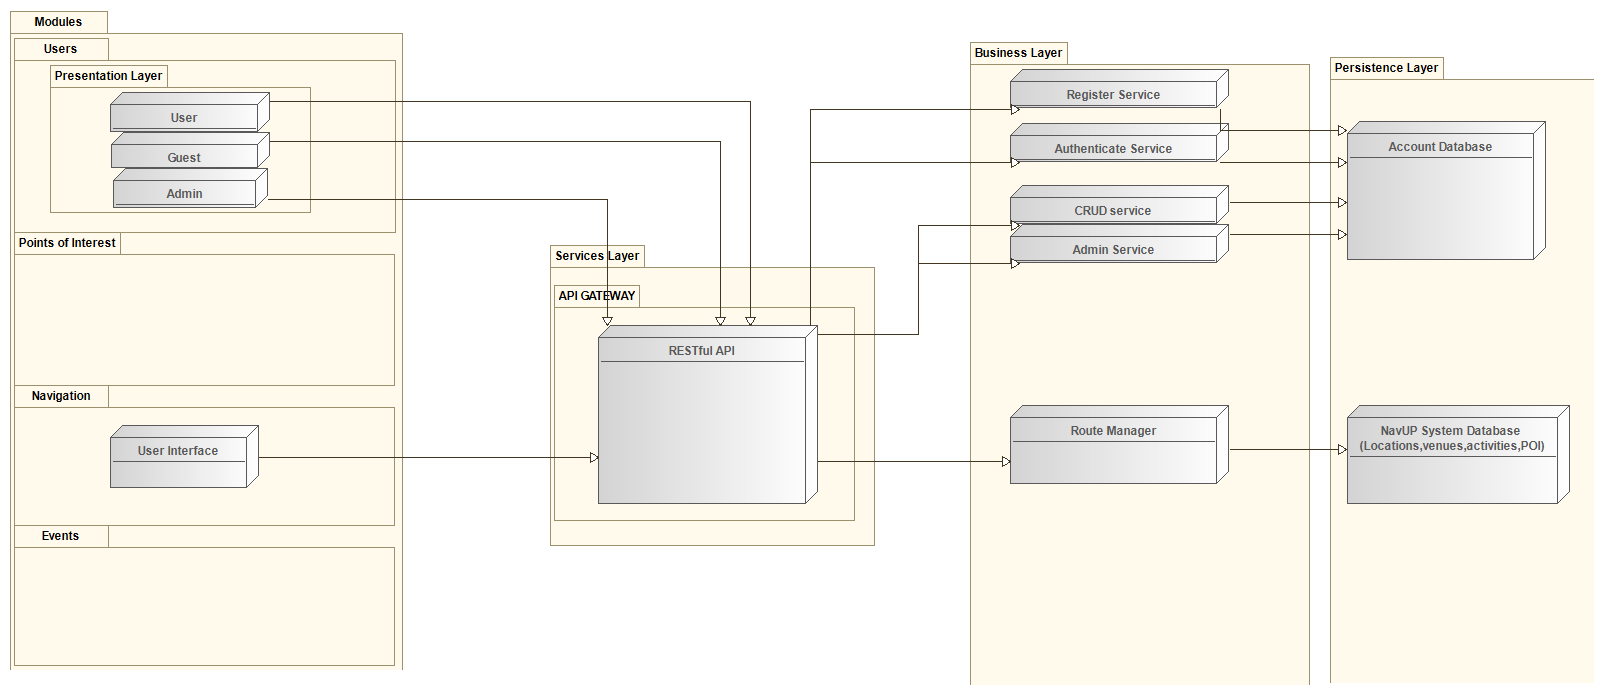 Modules
Users
Presentation Layer
User
Guest
Admin
Points of Interest
Navigation
User Interface
Events
Services Layer
API GATEWAY
RESTful API
Business Layer
Register Service
Authenticate Service
CRUD service
Admin Service
Route Manager
Persistence Layer
Account Database
NavUP System Database
(Locations,venues,activities,POI)